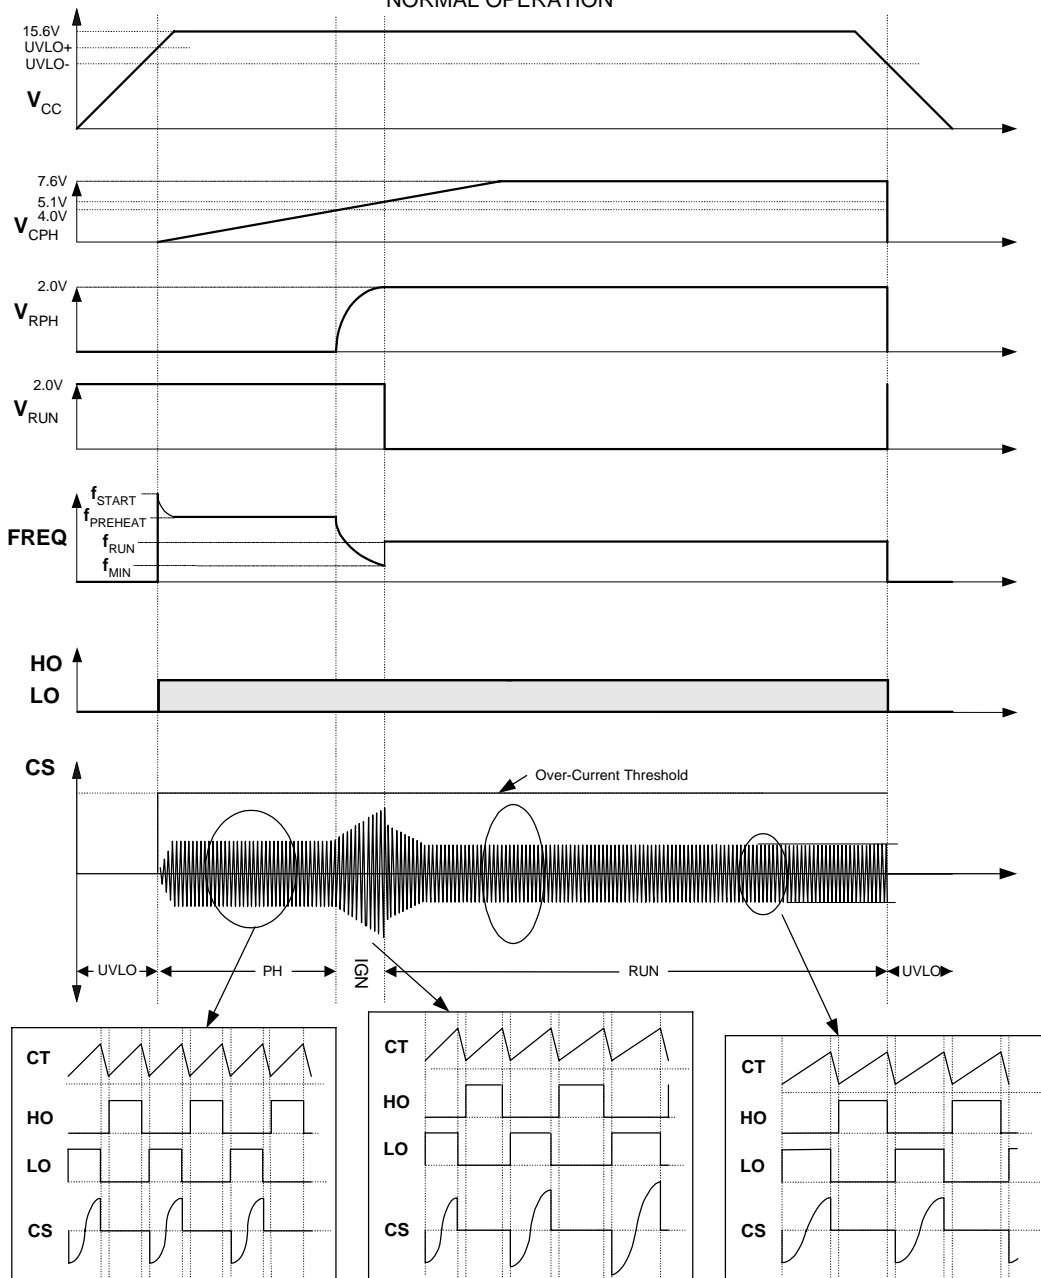 NORMAL OPERATION
15.6V
UVLO+
UVLO-
VCC
7.6V
5.1V
4.0V
VCPH
2.0V
VRPH
2.0V
VRUN
fSTART
fPREHEAT
FREQ
fRUN
fMIN
HO
LO
CS
Over-Current Threshold
UVLO
PH
IGN
RUN
UVLO
CT
HO
LO
CS
CT
HO
LO
CS
CT
HO
LO
CS